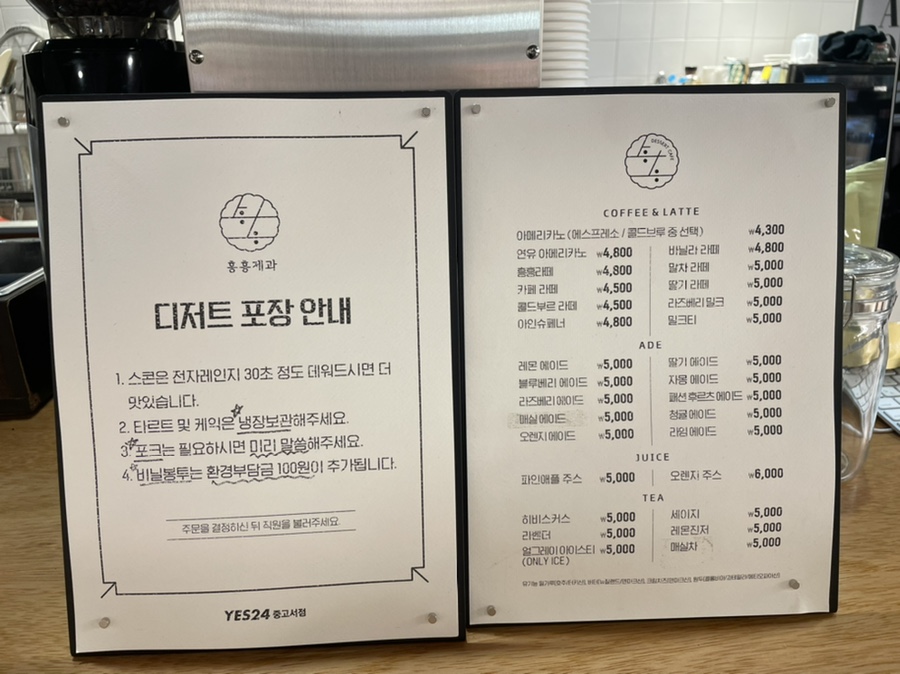 흥흥제과
디저트 포장 안내
1. 스콘은 전자레인지 30초 정도 데워드시면 더
맛있습니다.
2. 타르트 및 케익은 냉장보관해주세요.
3. 포크는 필요하시면 미리 말씀해주세요.
4. 비닐봉투는 환경부담금 100원이 추가됩니다.
주문을 결정하신 뒤 직원을 불러주세요
YES24 중고서점
DESSERT CAFE
COFFEE & LATTE
아메리카노 (에스프레소 / 콜드브루 중 선택) ₩4,300
연유 아메리카노 ₩4,800 바닐라 라떼 ₩4,800
흥흥라떼 ₩4,800 말차 라떼 ₩5,000
카페 라떼 ₩4,500 딸기 라떼 ₩5,000
콜드부르 라떼 ₩4,500 라즈베리 밀크 ₩5,000
아인슈페너 ₩4,800 밀크티 ₩5,000
ADE
레몬 에이드 ₩5,000 딸기 에이드 ₩5,000
블루베리 에이드 ₩5,000 자몽 에이드 ₩5,000
라즈베리 에이드 ₩5,000 패션 후르츠 에이드 ₩5,000
매실 에이드 ₩5,000 청귤 에이드 ₩5,000
오렌지 에이드 ₩5,000 라임 에이드 ₩5,000
JUICE
파인애플 주스 ₩5,000 오렌지 주스 ₩6,000
TEA
히비스커스 ₩5,000 세이지 ₩5,000
라벤더 ₩5,000 레몬진저 ₩5,000
얼그레이 아이스티 ₩5,000 매실차 ₩5,000
(ONLY ICE)